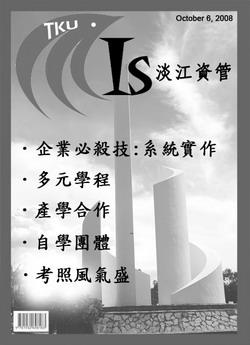 October 6, 2008
TKU
Is 淡江資管
·企業必殺技:系統實作
·多元學程
·產學合作
·自學團體
·考照風氣盛